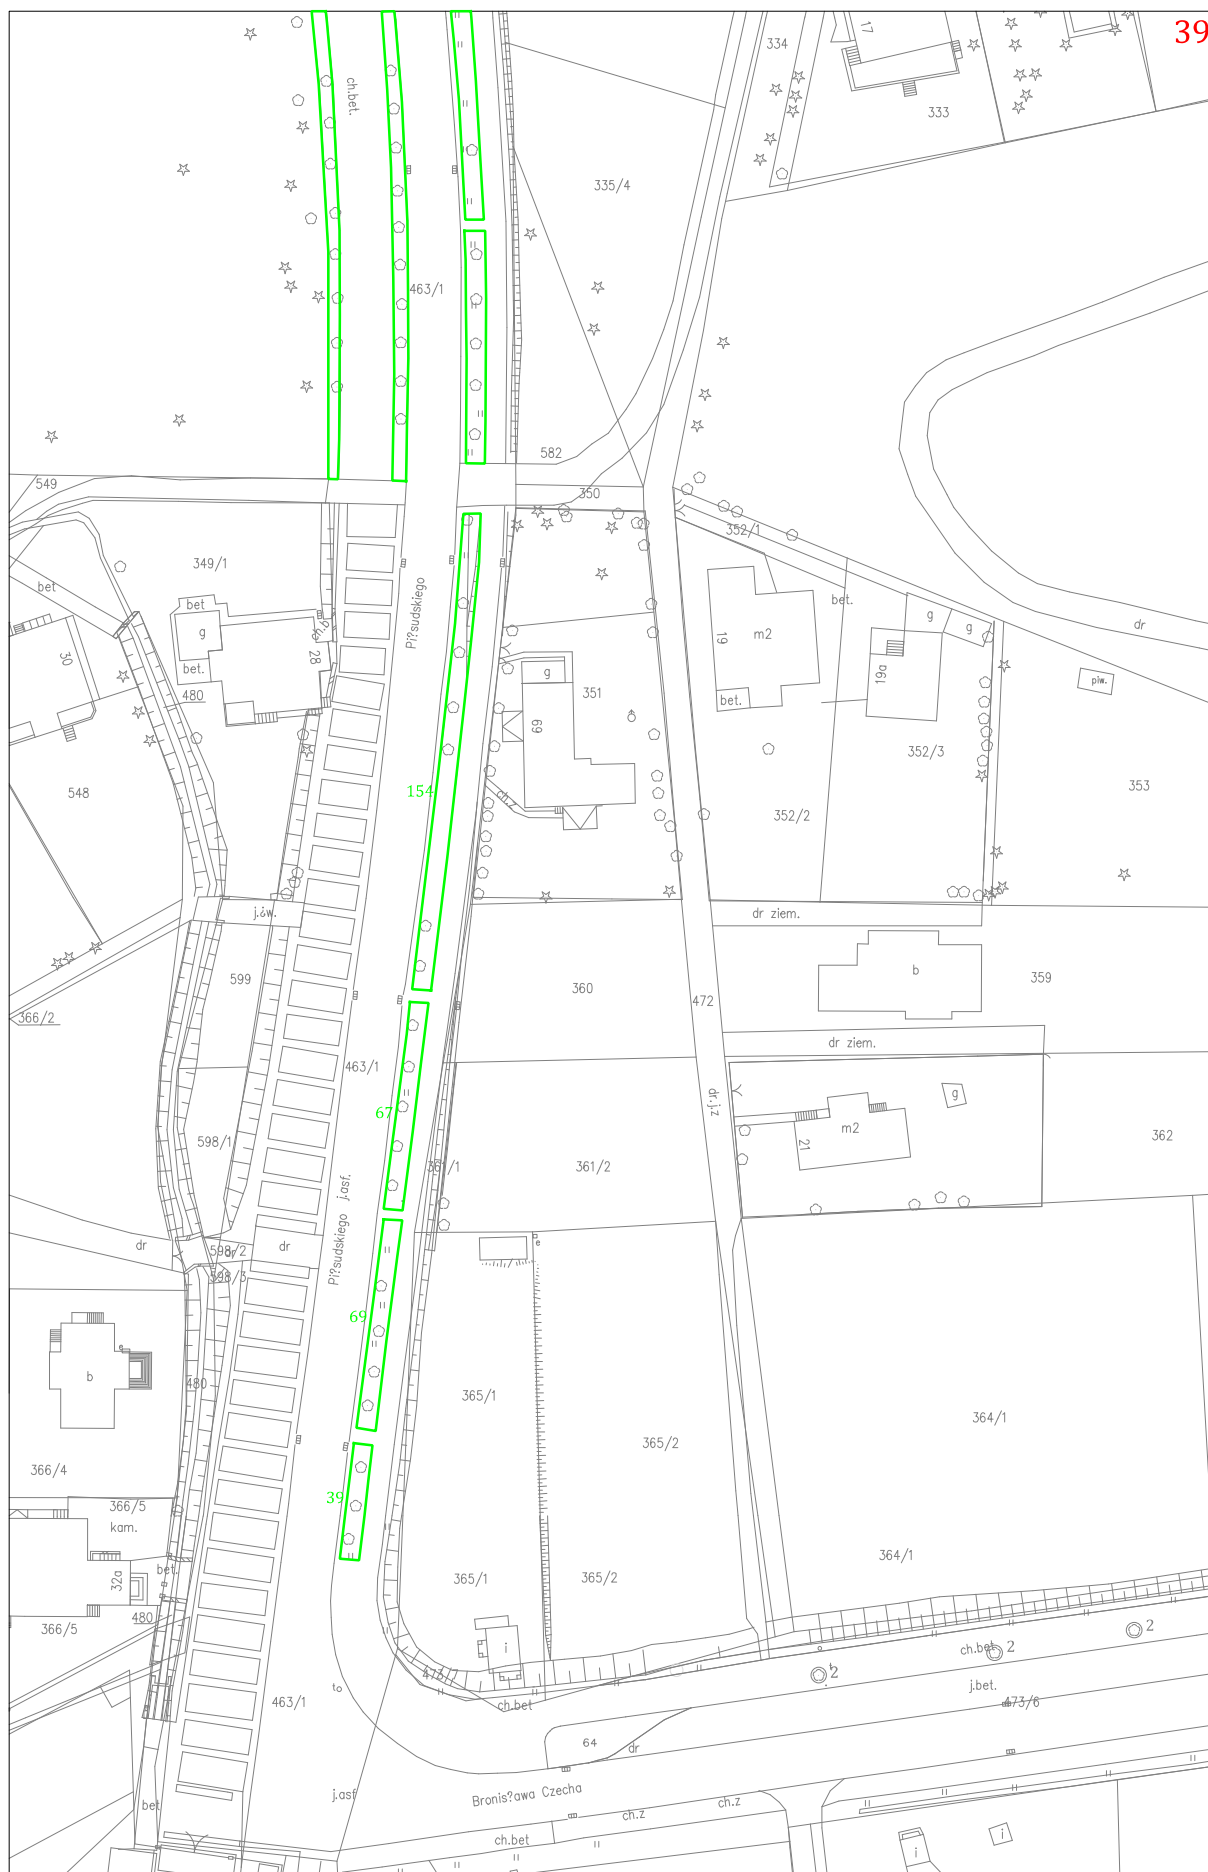 39
17
334
ch.bet.
333
335/4
463/1
582
549
350
352/1
349/1
bet
bet
bet.
g
ch.b
Pi?sudskiego
g
g
dr
19
m2
30
bet.
28
g
351
19a
piw.
480
bet.
69
352/3
548
154
ch.z
353
352/2
j.żw.
dr ziem.
b
599
360
359
472
366/2
dr ziem.
463/1
67
dr.j.z
g
m2
21
598/1
361/1
361/2
362
j.asf.
Pi?sudskiego
dr
598/2
dr
dr
e
598/3
69
e
b
480
365/1
364/1
365/2
366/4
39
366/5
kam.
364/1
bet.
32a
365/1
365/2
480
366/5
2
i
ch.bet
2
473/7
2
to
t
j.bet.
463/1
ch.bet
473/6
64
dr
j.asf
Bronis?awa Czecha
bet
ch.z
ch.z
ch.bet
i
i